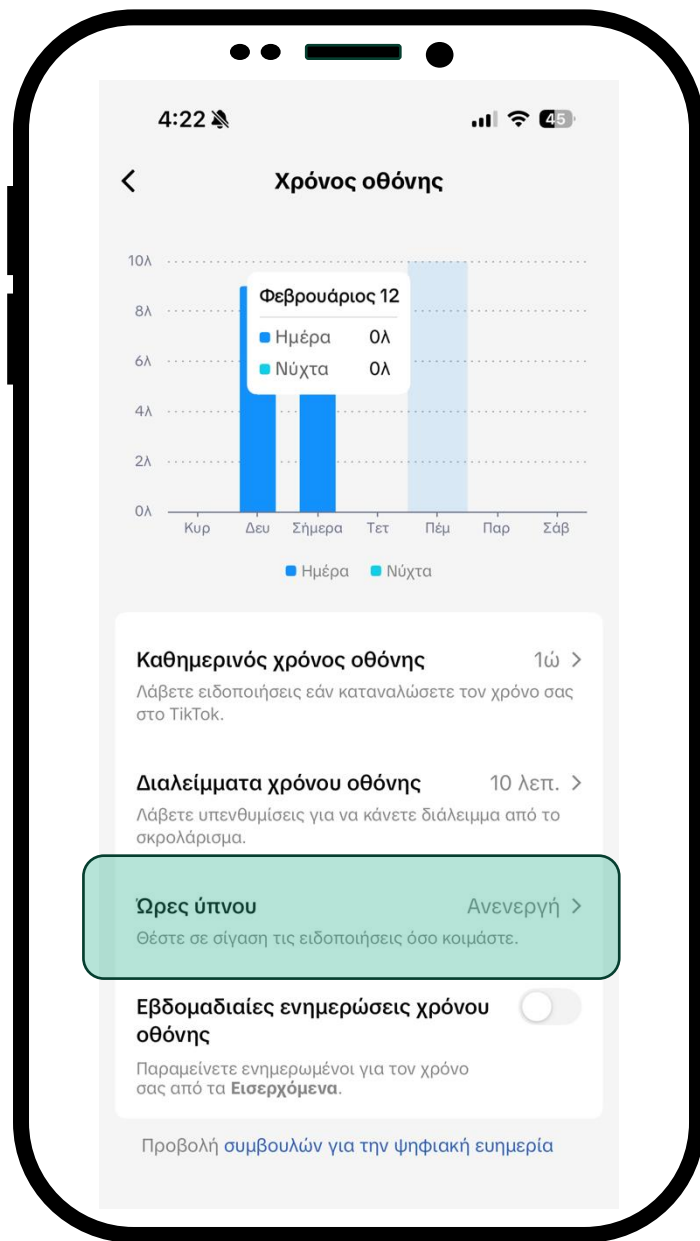 4:22
45
Χρόνος οθόνης
10λ
8λ
6λ
4λ
2λ
0λ
Φεβρουάριος 12
Ημέρα 0λ
Νύχτα 0λ
Κυρ Δευ Σήμερα Τετ Πέμ Παρ Σάβ
Ημέρα Νύχτα
Καθημερινός χρόνος οθόνης 1ώ
Λάβετε ειδοποιήσεις εάν καταναλώσετε τον χρόνο σας
στο TikTok.
Διαλείμματα χρόνου οθόνης 10 λεπ.
Λάβετε υπενθυμίσεις για να κάνετε διάλειμμα από το
σκρολάρισμα.
Ώρες ύπνου Ανενεργή
Θέστε σε σίγαση τις ειδοποιήσεις όσο κοιμάστε.
Εβδομαδιαίες ενημερώσεις χρόνου
οθόνης
Παραμείνετε ενημερωμένοι για τον χρόνο
σας από τα Εισερχόμενα.
Προβολή συμβουλών για την ψηφιακή ευημερία